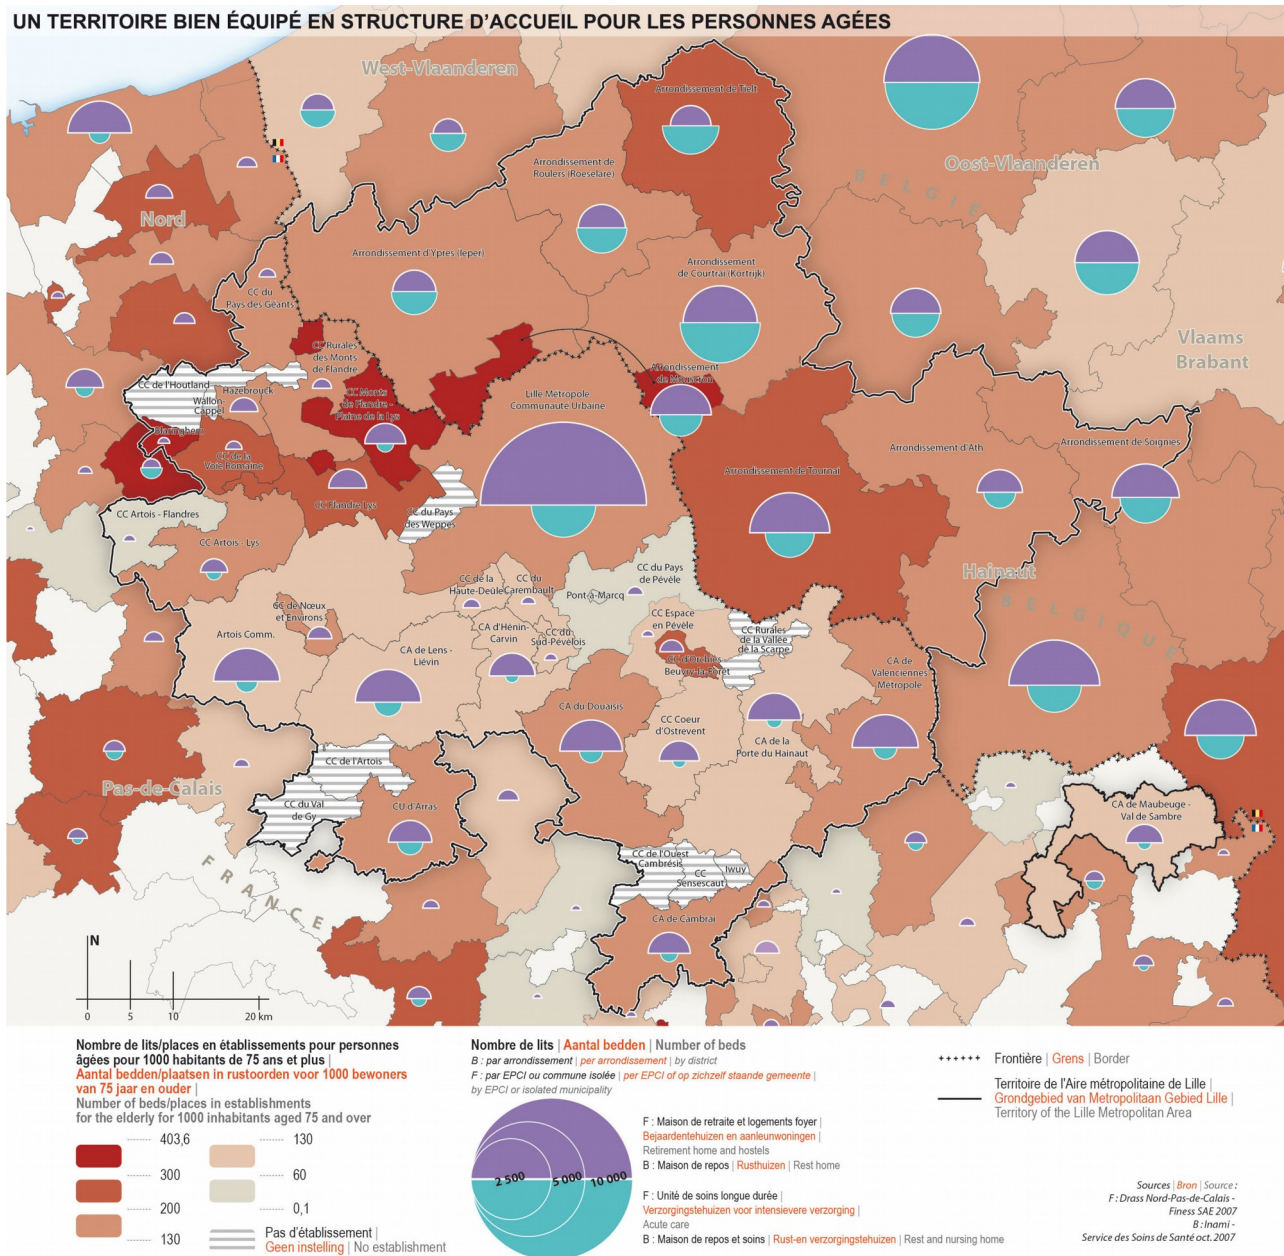 UN TERRITOIRE BIEN ÉQUIPÉ EN STRUCTURE D'ACCUEIL POUR LES PERSONNES AGÉES
West-Vlaanderen
Arrondissement de Tielt
Arrondissement de
Roulers (Roeselare)
Oost-Vlaanderen
BELGIË
Nord
Arrondissement d'Ypres (Ieper)
Arrondissement
de Courtrai (Kortrijk)
CC du
Pays des Géants
Vlaams
Brabant
CC Rurales
des Monts
de Flandre
CC de l'Houtland
Hazebrouck
Wallon-
Cappel
CC Monts
de Flandre -
Plaine de la Lys
Arrondissement
de Mouscron
Lille Métropole
Communauté Urbaine
Staringhem
CC de la
Voie Romaine
Arrondissement d'Ath
Arrondissement de Soignies
Arrondissement de Tournai
CC Flandre Lys
CC du Pays
des Weppes
CC Artois - Flandres
CC Artois - Lys
Hainaut
BELGIQUE
CC de la
Haute-Deûle
CC du
Carembault
CC du Pays
de Pévèle
Pont-à-Marcq
CC de Nœux
et Environs
Artois Comm.
CA d'Hénin-
Carvin
CC du
Sud-Pévélois
CC Espace
en Pévèle
CC Rurales
de la Vallée
de la Scarpe
CA de Lens -
Liévin
CC d'Orchies
Beuvry-la-Forêt
CA de
Valenciennes
Métropole
CA du Douaisis
CC Coeur
d'Ostrevent
CA de la
Porte du Hainaut
CC de l'Artois
Pas-de-Calais
CC du Val
de Gy
CU d'Arras
CA de Maubeuge -
Val de Sambre
FRANCE
CC de l'Ouest
Cambrésis
CC
Sensescaut
Iwuy
CA de Cambrai
N
0 5 10 20 km
Nombre de lits/places en établissements pour personnes
âgées pour 1000 habitants de 75 ans et plus |
Aantal bedden/plaatsen in rustoorden voor 1000 bewoners
van 75 jaar en ouder |
Number of beds/places in establishments
for the elderly for 1000 inhabitants aged 75 and over
403,6
300
200
130
130
60
0,1
Pas d'établissement |
Geen instelling | No establishment
Nombre de lits | Aantal bedden | Number of beds
B : par arrondissement | per arrondissement | by district
F : par EPCI ou commune isolée | per EPCI of op zichzelf staande gemeente |
by EPCI or isolated municipality
2 500 5 000 10 000
F : Maison de retraite et logements foyer |
Bejaardentehuizen en aanleunwoningen |
Retirement home and hostels
B : Maison de repos | Rusthuizen | Rest home
F : Unité de soins longue durée |
Verzorgingstehuizen voor intensievere verzorging |
Acute care
B : Maison de repos et soins | Rust-en verzorgingstehuizen | Rest and nursing home
Frontière | Grens | Border
Territoire de l'Aire métropolitaine de Lille |
Grondgebied van Metropolitaan Gebied Lille |
Territory of the Lille Metropolitan Area
Sources | Bron | Source :
F : Drass Nord-Pas-de-Calais -
Finess SAE 2007
B : Inami -
Service des Soins de Santé oct. 2007